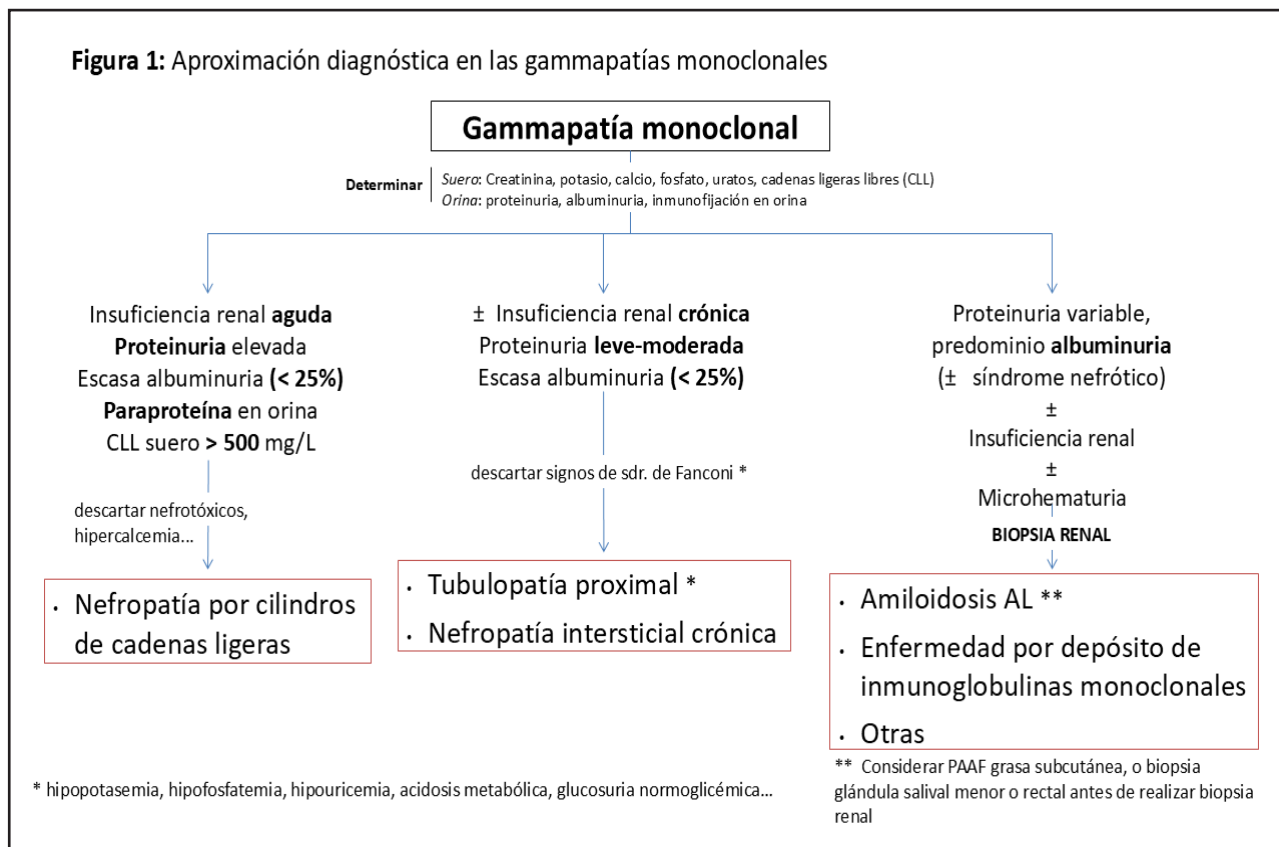 Figura 1: Aproximación diagnóstica en las gammapatías monoclonales
Gammapatía monoclonal
Determinar
Suero: Creatinina, potasio, calcio, fosfato, uratos, cadenas ligeras libres (CLL)
Orina: proteinuria, albuminuria, inmunofijación en orina
Insuficiencia renal aguda
Proteinuria elevada
Escasa albuminuria (< 25%)
Paraproteína en orina
CLL suero > 500 mg/L
descartar nefrotóxicos,
hipercalcemia...
· Nefropatía por cilindros
de cadenas ligeras
± Insuficiencia renal crónica
Proteinuria leve-moderada
Escasa albuminuria (< 25%)
descartar signos de sdr. de Fanconi *
· Tubulopatía proximal *
· Nefropatía intersticial crónica
Proteinuria variable,
predominio albuminuria
(± síndrome nefrótico)
±
Insuficiencia renal
±
Microhematuria
BIOPSIA RENAL
· Amiloidosis AL **
· Enfermedad por depósito de
inmunoglobulinas monoclonales
· Otras
* hipopotasemia, hipofosfatemia, hipouricemia, acidosis metabólica, glucosuria normoglicémica...
** Considerar PAAF grasa subcutánea, o biopsia
glándula salival menor o rectal antes de realizar biopsia
renal